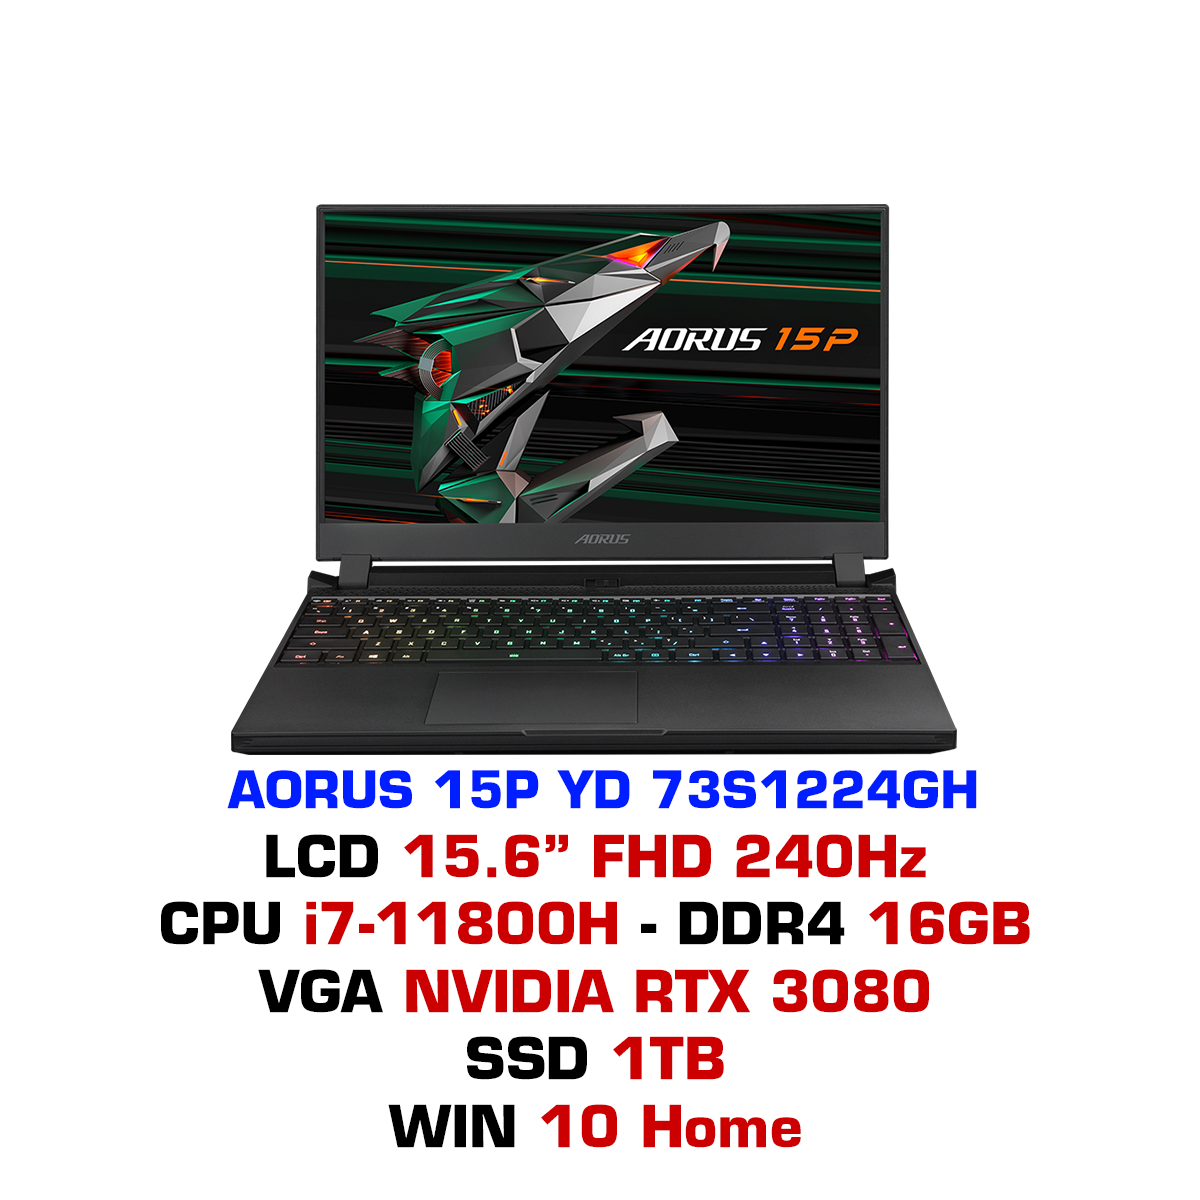 AORUS 15P
AORUS
AORUS 15P YD 73S1224GH
LCD 15.6” FHD 240Hz
CPU i7-11800H - DDR4 16GB
VGA NVIDIA RTX 3080
SSD 1TB
WIN 10 Home